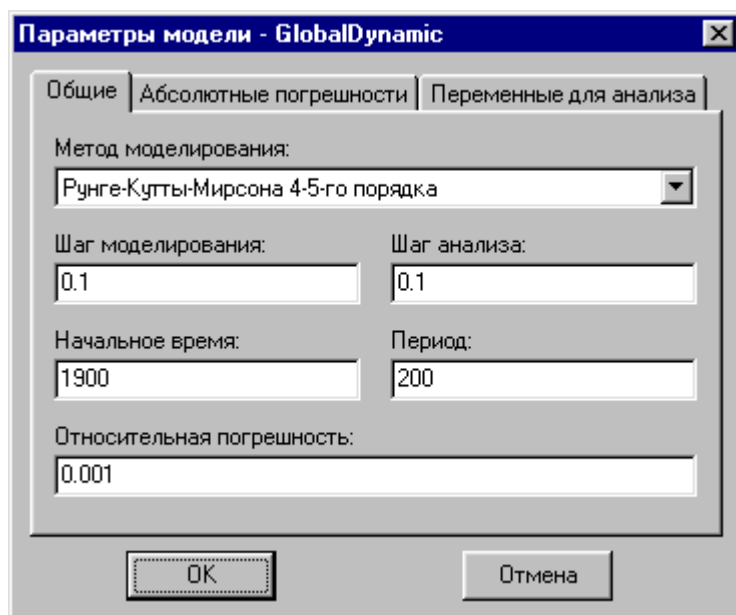 Параметры модели - GlobalDynamic
Общие Абсолютные погрешности Переменные для анализа
Метод моделирования:
Рунге-Кутты-Мирсона 4-5-го порядка
Шаг моделирования: Шаг анализа:
0.1 0.1
Начальное время: Период:
1900 200
Относительная погрешность:
0.001
OK Отмена